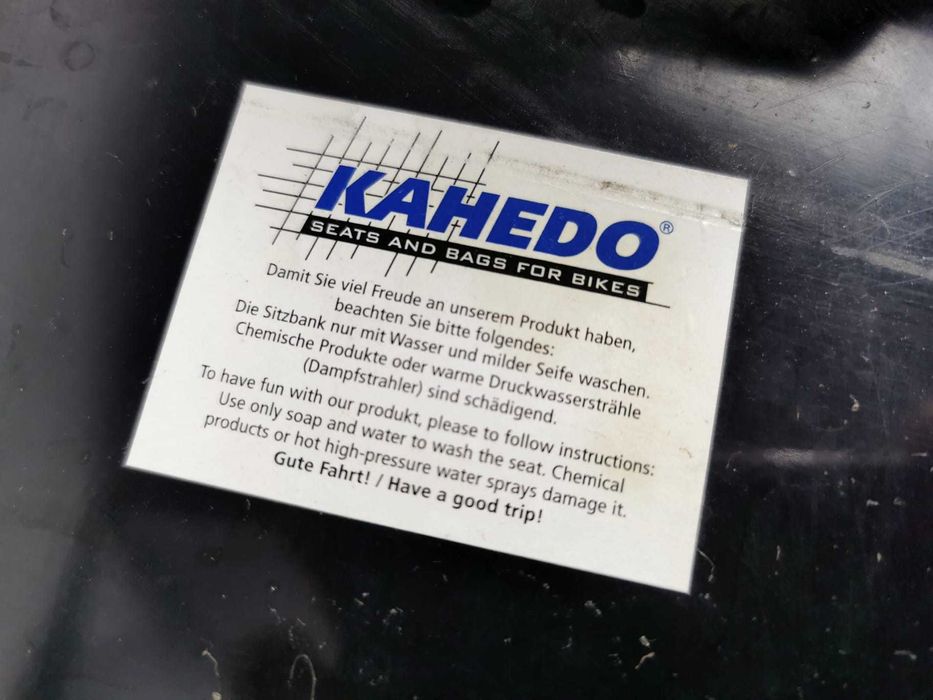 KAHEDO®
SEATS AND BAGS FOR BIKES
Damit Sie viel Freude an unserem Produkt haben,
beachten Sie bitte folgendes:
Die Sitzbank nur mit Wasser und milder Seife waschen.
Chemische Produkte oder warme Druckwassersträhle
(Dampfstrahler) sind schädigend.
To have fun with our produkt, please to follow instructions:
Use only soap and water to wash the seat. Chemical
products or hot high-pressure water sprays damage it.
Gute Fahrt! / Have a good trip!